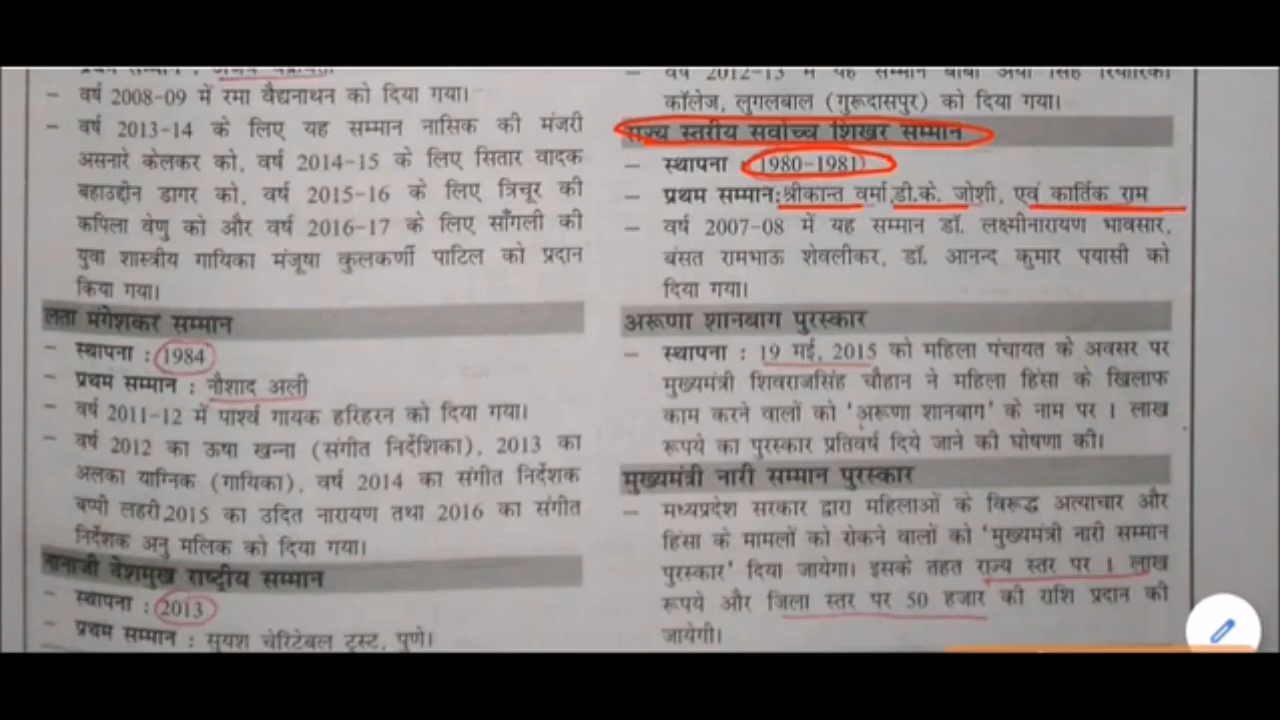 प्रथम सम्मान :
– वर्ष 2008-09 में रमा वैद्यनाथन को दिया गया।
– वर्ष 2013-14 के लिए यह सम्मान नासिक की मंजरी
असनारे केलकर को, वर्ष 2014-15 के लिए सितार वादक
बहाउद्दीन डागर को, वर्ष 2015-16 के लिए त्रिचूर की
कपिला वेणु को और वर्ष 2016-17 के लिए साँगली की
युवा शास्त्रीय गायिका मंजूषा कुलकर्णी पाटिल को प्रदान
किया गया।
लता मंगेशकर सम्मान
– स्थापना : 1984
– प्रथम सम्मान : नौशाद अली
– वर्ष 2011-12 में पार्श्व गायक हरिहरन को दिया गया।
– वर्ष 2012 का ऊषा खन्ना (संगीत निर्देशिका), 2013 का
अलका याग्निक (गायिका), वर्ष 2014 का संगीत निर्देशक
बप्पी लहरी,2015 का उदित नारायण तथा 2016 का संगीत
निर्देशक अनु मलिक को दिया गया।
नानाजी देशमुख राष्ट्रीय सम्मान
– स्थापना : 2013
– प्रथम सम्मान : सुयश चेरिटेबल ट्रस्ट, पुणे।
– वर्ष 2012-13 में यह सम्मान बाबा अया सिंह रियारिकी
कॉलेज, लुगलबाल (गुरूदासपुर) को दिया गया।
राज्य स्तरीय सर्वोच्च शिखर सम्मान
– स्थापना : (1980-1981)
– प्रथम सम्मान:श्रीकान्त वर्मा,डी.के. जोशी, एवं कार्तिक राम
– वर्ष 2007-08 में यह सम्मान डॉ. लक्ष्मीनारायण भावसार,
बंसत रामभाऊ शेवलीकर, डॉ. आनन्द कुमार पयासी को
दिया गया।
अरूणा शानबाग पुरस्कार
– स्थापना : 19 मई, 2015 को महिला पंचायत के अवसर पर
मुख्यमंत्री शिवराजसिंह चौहान ने महिला हिंसा के खिलाफ
काम करने वालों को 'अरूणा शानबाग' के नाम पर 1 लाख
रूपये का पुरस्कार प्रतिवर्ष दिये जाने की घोषणा की।
मुख्यमंत्री नारी सम्मान पुरस्कार
– मध्यप्रदेश सरकार द्वारा महिलाओं के विरूद्ध अत्याचार और
हिंसा के मामलों को रोकने वालों को 'मुख्यमंत्री नारी सम्मान
पुरस्कार' दिया जायेगा। इसके तहत राज्य स्तर पर 1 लाख
रूपये और जिला स्तर पर 50 हजार की राशि प्रदान की
जायेगी।